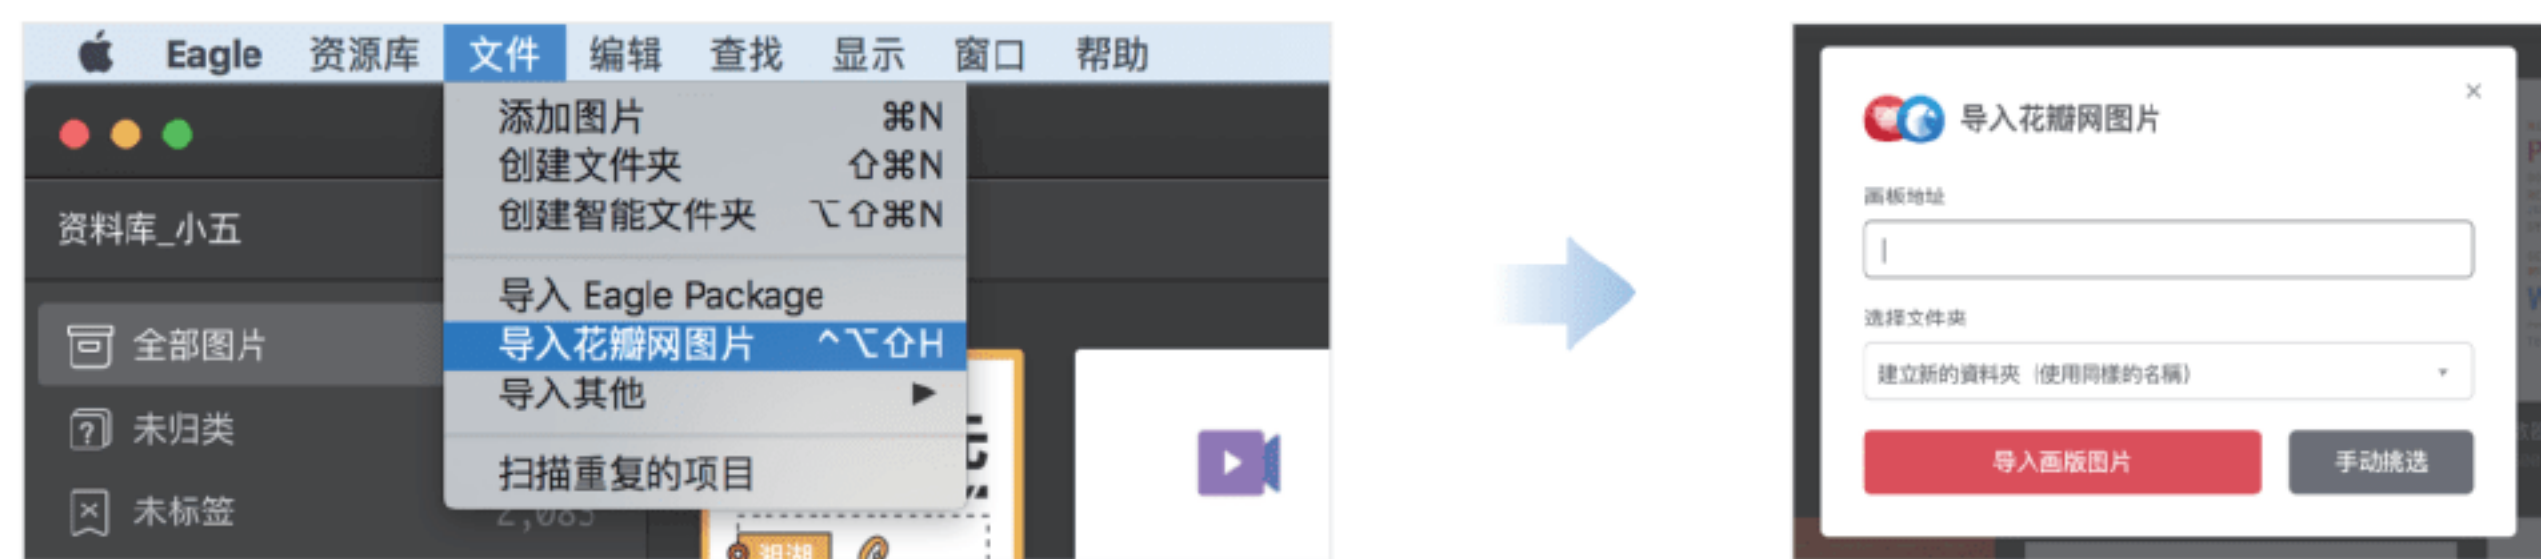 Eagle 资源库 文件 编辑 查找 显示 窗口 帮助
添加图片 ⌘N
创建文件夹 ⇧⌘N
创建智能文件夹 ⌥⇧⌘N
导入 Eagle Package
导入花瓣网图片 ^⌥⇧H
导入其他 ▶
扫描重复的项目
资料库_小五
全部图片
未归类
未标签 2,085
导入花瓣网图片 ×
画板地址
选择文件夹
建立新的資料夾 (使用同樣的名稱)
导入画版图片 手动挑选